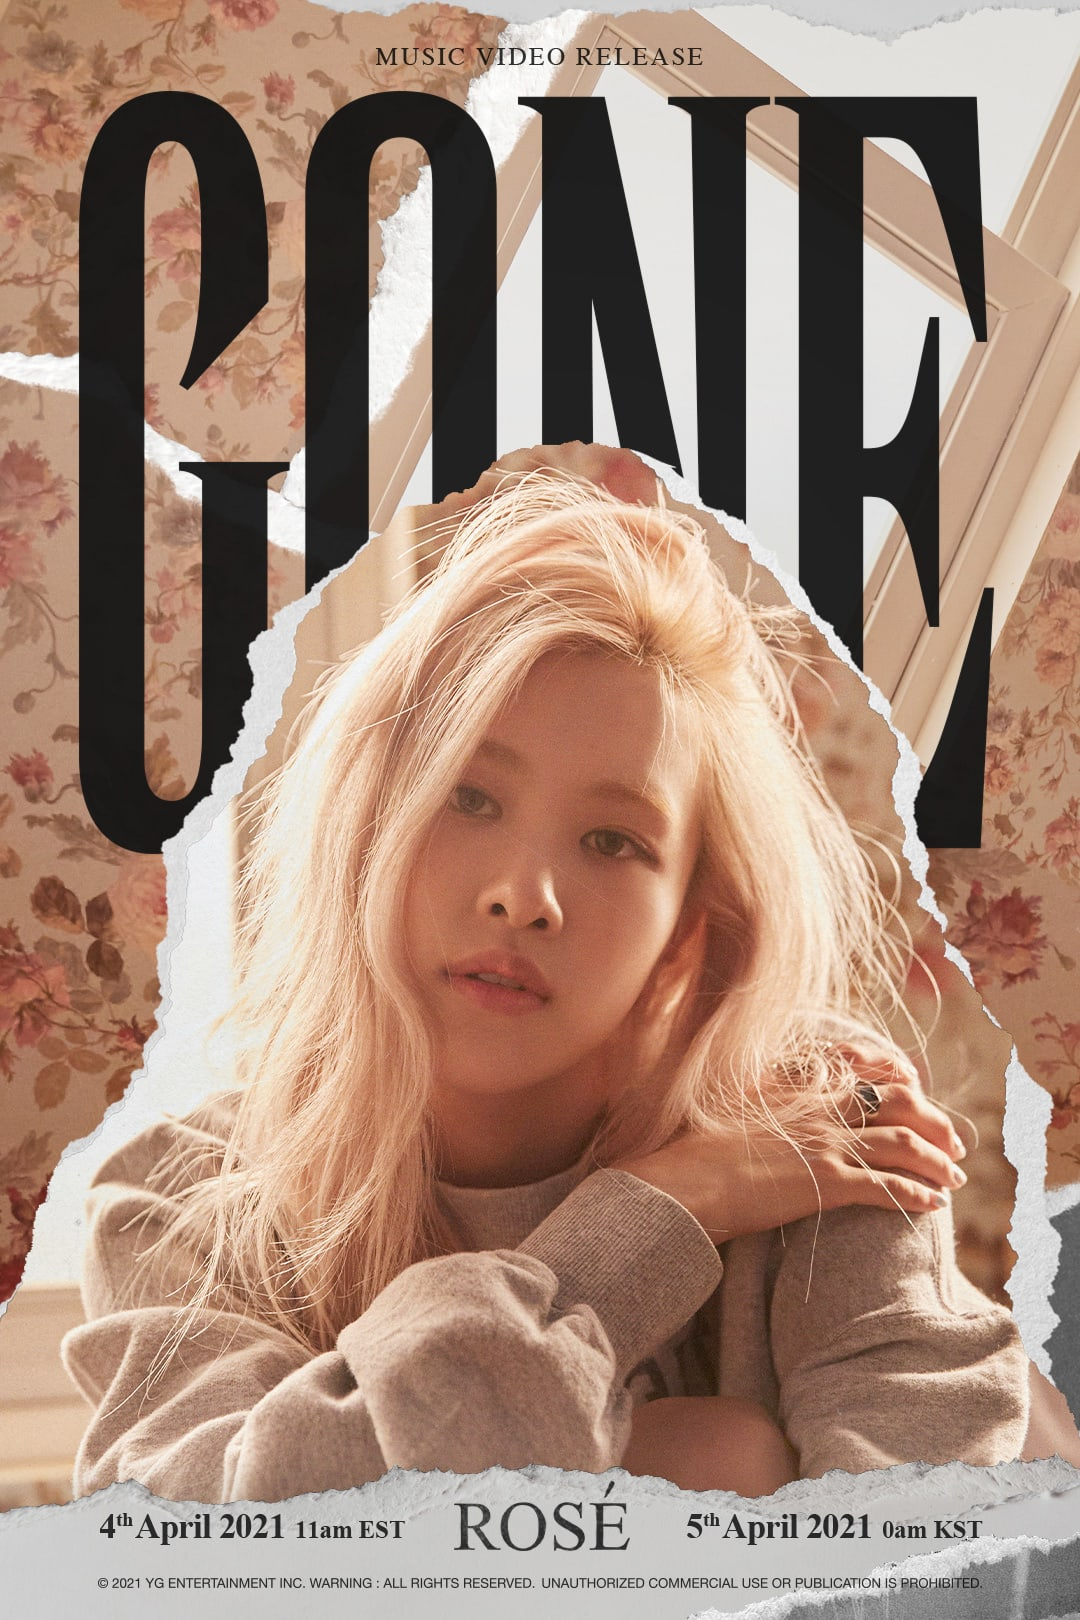 MUSIC VIDEO RELEASE
GONE
4th April 2021 11am EST
ROSÉ
5th April 2021 0am KST
© 2021 YG ENTERTAINMENT INC. WARNING : ALL RIGHTS RESERVED. UNAUTHORIZED COMMERCIAL USE OR PUBLICATION IS PROHIBITED.